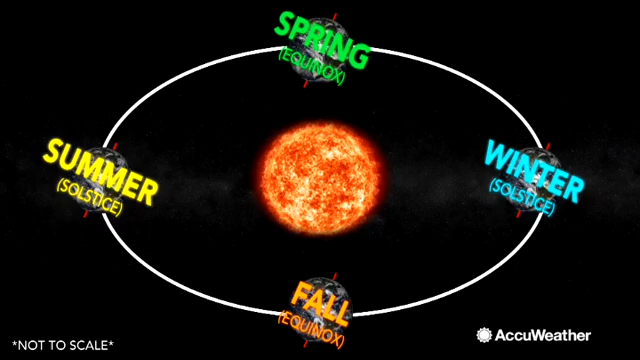 SPRING
(EQUINOX)
SUMMER
(SOLSTICE)
WINTER
(SOLSTICE)
FALL
(EQUINOX)
*NOT TO SCALE*
AccuWeather